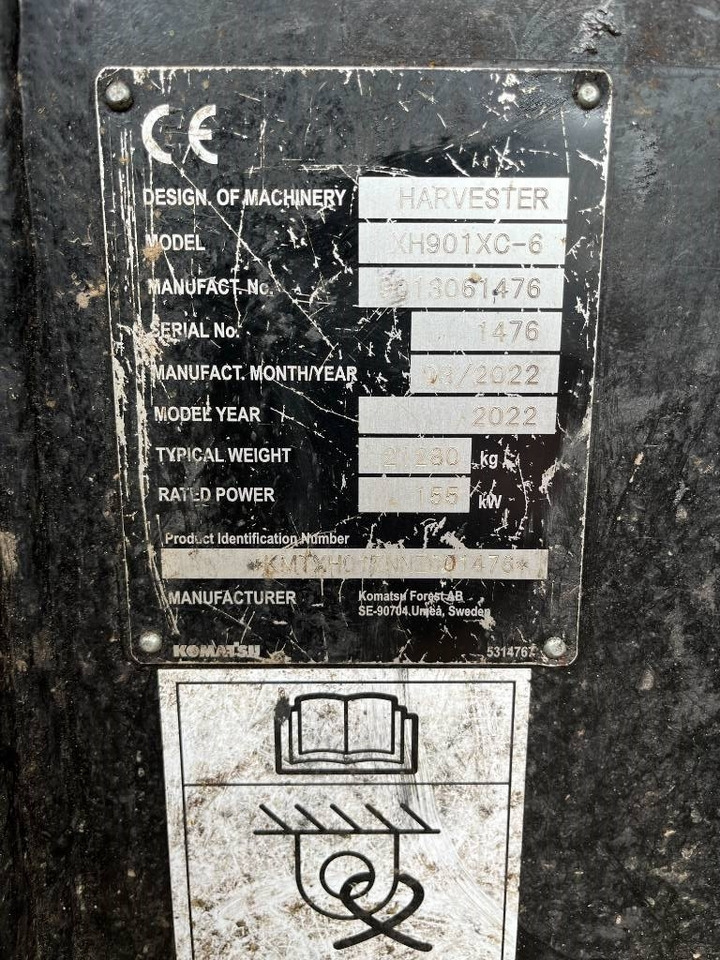 CE
DESIGN. OF MACHINERY HARVESTER
MODEL XH901XC-6
MANUFACT. No.
SERIAL No. 1476
MANUFACT. MONTH/YEAR
MODEL YEAR 2022
TYPICAL WEIGHT kg
RATED POWER 155 kW
Product Identification Number
MANUFACTURER Komatsu Forest AB
SE-90704 Umeå, Sweden
KOMATSU 5314767